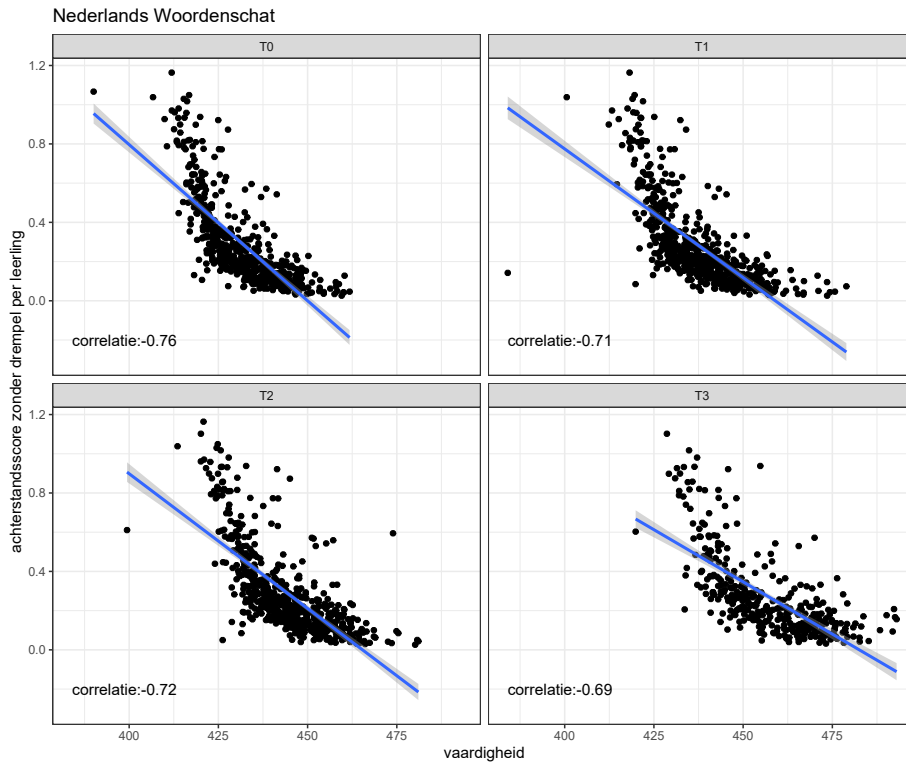 Nederlands Woordenschat
T0
T1
1.2
0.8
0.4
0.0
correlatie:-0.76
correlatie:-0.71
T2
T3
1.2
0.8
0.4
0.0
correlatie:-0.72
correlatie:-0.69
400
425
450
475
400
425
450
475
vaardigheid
achterstandsscore zonder drempel per leerling